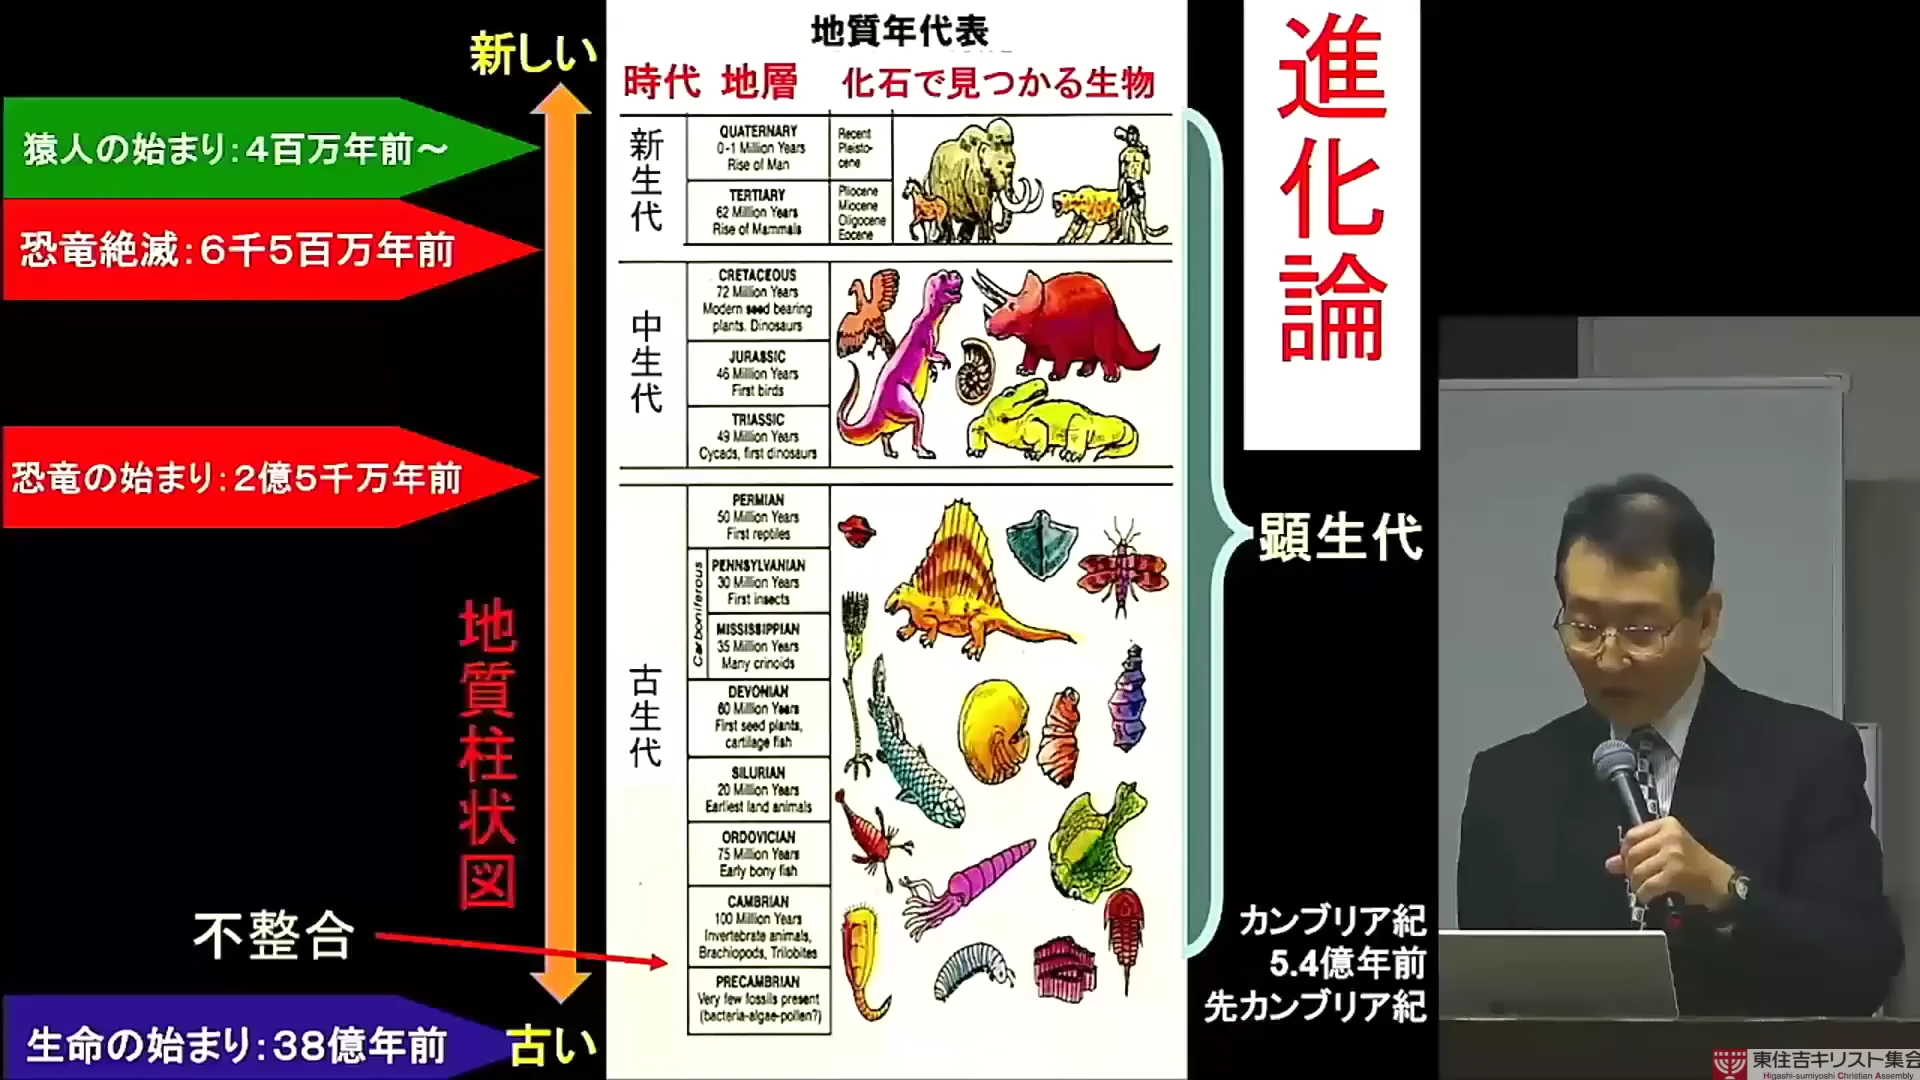 新しい
猿人の始まり：４百万年前～
恐竜絶滅：６千５百万年前
恐竜の始まり：２億５千万年前
地質柱状図
不整合
生命の始まり：38億年前
古い
地質年代表
時代 地層 化石で見つかる生物
新生代
QUATERNARY
0-1 Million Years
Rise of Man
Recent
Pleisto-
cene
TERTIARY
62 Million Years
Rise of Mammals
Pliocene
Miocene
Oligocene
Eocene
中生代
CRETACEOUS
72 Million Years
Modern seed bearing
plants. Dinosaurs
JURASSIC
46 Million Years
First birds
TRIASSIC
49 Million Years
Cycads, first dinosaurs
古生代
PERMIAN
50 Million Years
First reptiles
Carboniferous
PENNSYLVANIAN
30 Million Years
First insects
MISSISSIPPIAN
35 Million Years
Many crinoids
DEVONIAN
60 Million Years
First seed plants,
cartilage fish
SILURIAN
20 Million Years
Earliest land animals
ORDOVICIAN
75 Million Years
Early bony fish
CAMBRIAN
100 Million Years
Invertebrate animals,
Brachiopods, Trilobites
PRECAMBRIAN
Very few fossils present
(bacteria-algae-pollen?)
進化論
顕生代
カンブリア紀
5.4億年前
先カンブリア紀
東住吉キリスト集会
Higashi-sumiyoshi Christian Assembly